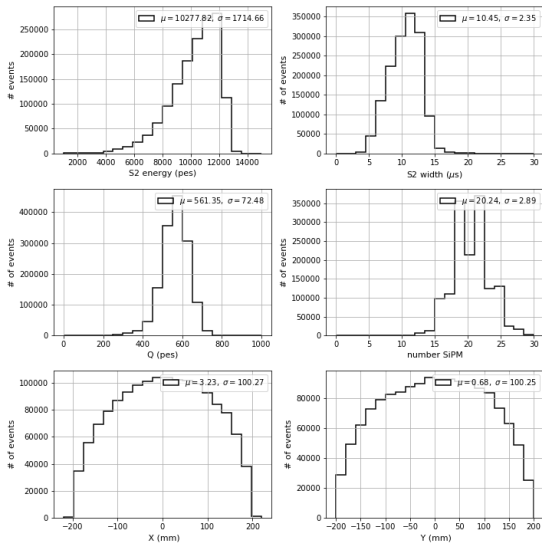 μ=10277.82, σ=1714.66
# events
250000
200000
150000
100000
50000
0
2000 4000 6000 8000 10000 12000 14000
S2 energy (pes)
μ=10.45, σ=2.35
# of events
350000
300000
250000
200000
150000
100000
50000
0
0 5 10 15 20 25 30
S2 width (μs)
μ=561.35, σ=72.48
# of events
400000
300000
200000
100000
0
0 200 400 600 800 1000
Q (pes)
μ=20.24, σ=2.89
# of events
350000
300000
250000
200000
150000
100000
50000
0
0 5 10 15 20 25 30
number SiPM
μ=3.23, σ=100.27
# of events
100000
80000
60000
40000
20000
0
−200 −100 0 100 200
X (mm)
μ=0.68, σ=100.25
# of events
80000
60000
40000
20000
0
−200 −150 −100 −50 0 50 100 150 200
Y (mm)